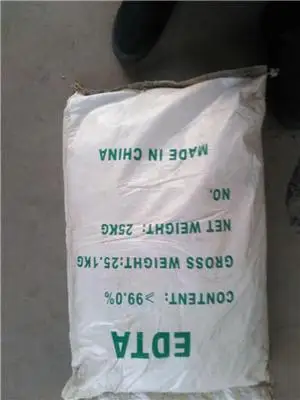 EDTA
CONTENT: ≥99.0%
GROSS WEIGHT:25.1KG
NET WEIGHT: 25KG
NO.
MADE IN CHINA